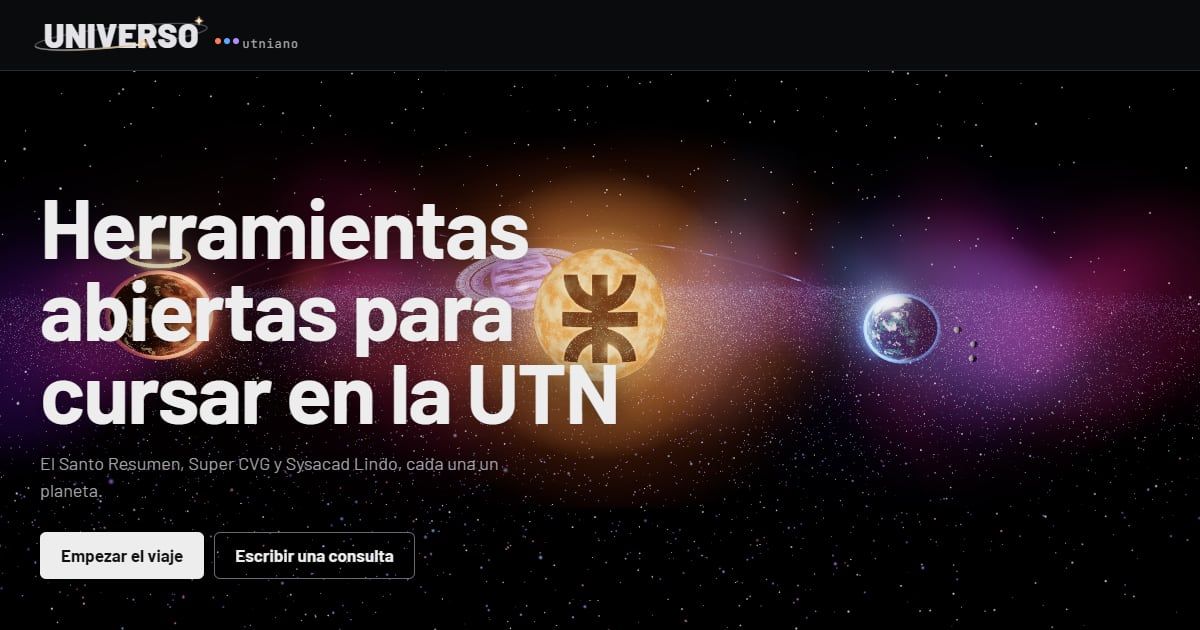 UNIVERSO
utniano
Herramientas
abiertas para
cursar en la UTN
El Santo Resumen, Super CVG y Sysacad Lindo, cada una un
planeta.
Empezar el viaje
Escribir una consulta